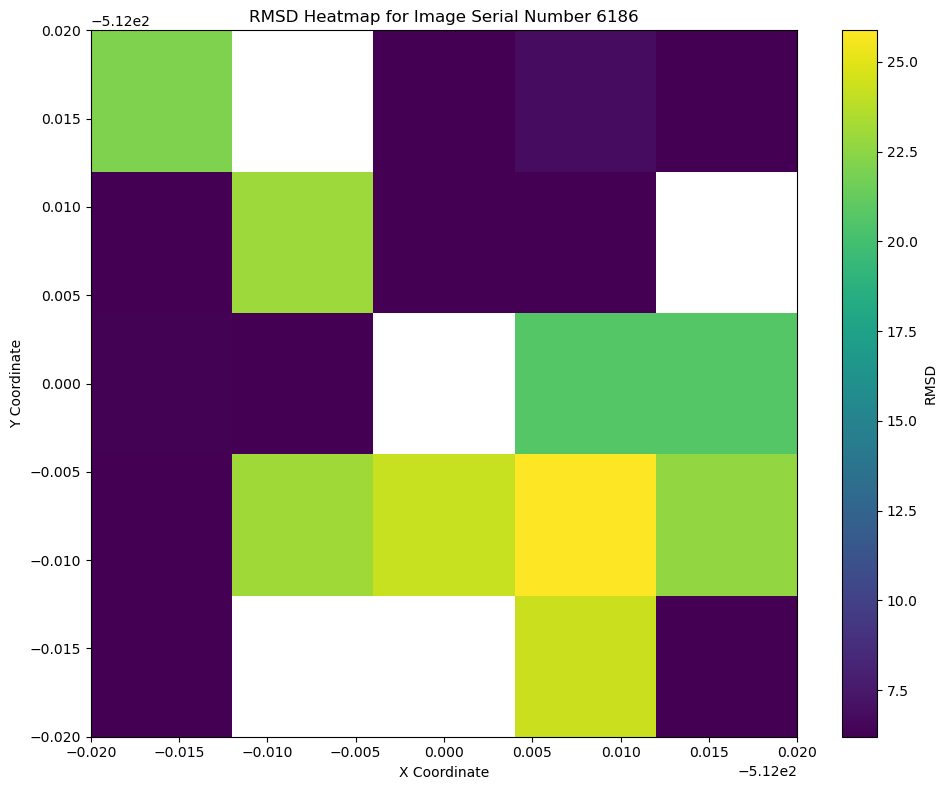 RMSD Heatmap for Image Serial Number 6186
−5.12e2
0.020
0.015
0.010
0.005
0.000
−0.005
−0.010
−0.015
−0.020
Y Coordinate
−0.020 −0.015 −0.010 −0.005 0.000 0.005 0.010 0.015 0.020
X Coordinate
−5.12e2
25.0
22.5
20.0
17.5
15.0
12.5
10.0
7.5
RMSD